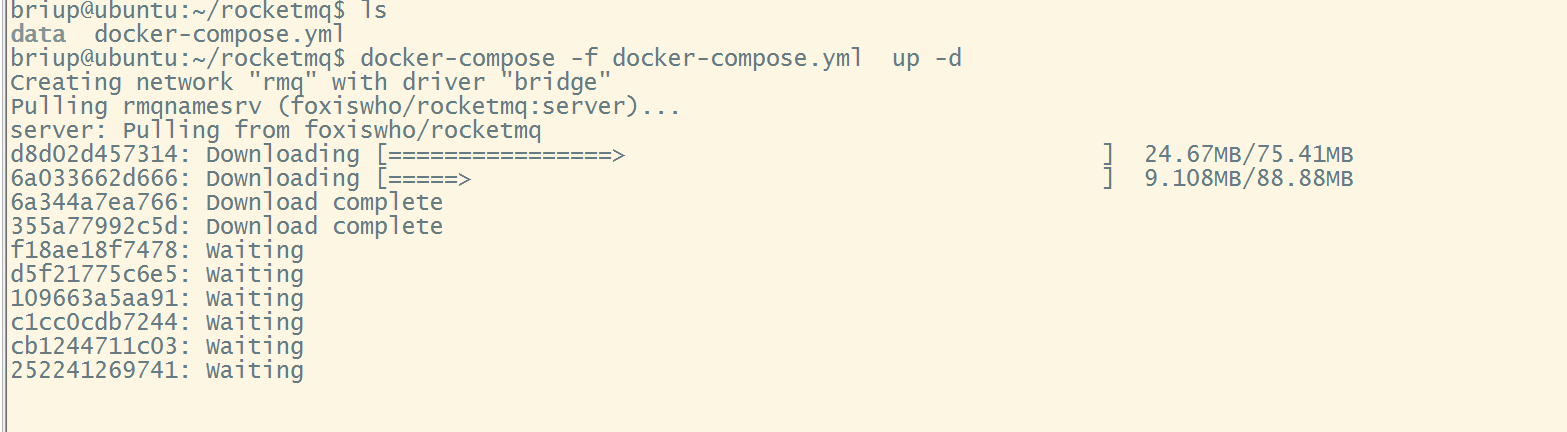 briup@ubuntu:~/rocketmq$ ls
data  docker-compose.yml
briup@ubuntu:~/rocketmq$ docker-compose -f docker-compose.yml  up -d
Creating network "rmq" with driver "bridge"
Pulling rmqnamesrv (foxiswho/rocketmq:server)...
server: Pulling from foxiswho/rocketmq
d8d02d457314: Downloading [================>                                  ]  24.67MB/75.41MB
6a033662d666: Downloading [=====>                                             ]  9.108MB/88.88MB
6a344a7ea766: Download complete
355a77992c5d: Download complete
f18ae18f7478: Waiting
d5f21775c6e5: Waiting
109663a5aa91: Waiting
c1cc0cdb7244: Waiting
cb1244711c03: Waiting
252241269741: Waiting